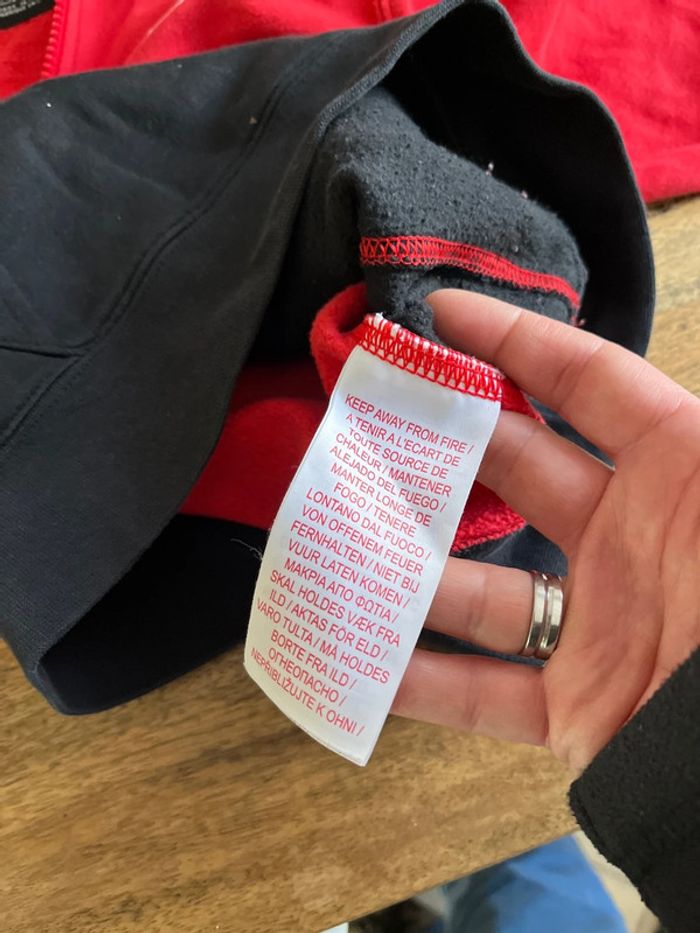 KEEP AWAY FROM FIRE /
A TENIR A L'ECART DE
TOUTE SOURCE DE
CHALEUR / MANTENER
ALEJADO DEL FUEGO /
MANTER LONGE DE
FOGO / TENERE
LONTANO DAL FUOCO /
VON OFFENEM FEUER
FERNHALTEN / NIET BIJ
VUUR LATEN KOMEN /
ΜΑΚΡΙΑ ΑΠΟ ΦΩΤΙΑ /
SKAL HOLDES VÆK FRA
ILD / AKTAS FÖR ELD /
VARO TULTA / MÅ HOLDES
BORTE FRA ILD /
ОГНЕОПАСНО /
NEPŘIBLIŽUJTE K OHNI /